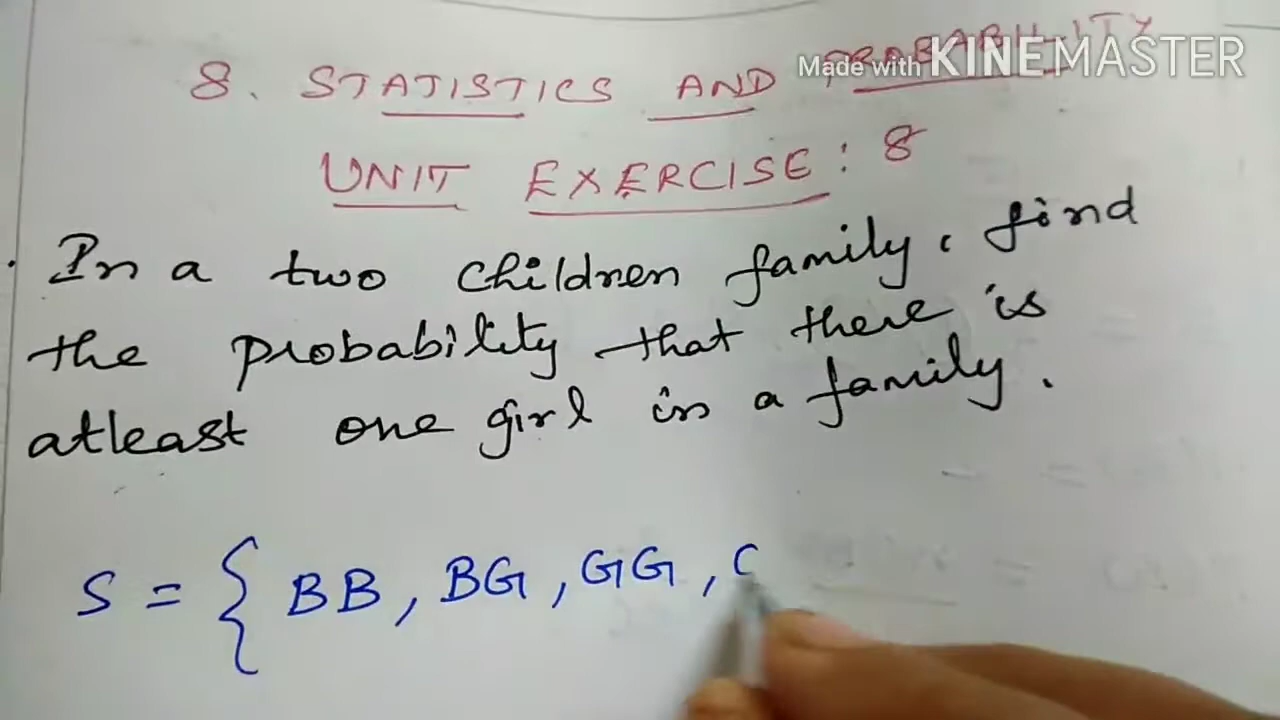 Made with KINEMASTER
8. STATISTICS AND PROBABILITY
UNIT EXERCISE: 8
In a two children family, find
the probability that there is
atleast one girl in a family.
S = { BB, BG, GG,